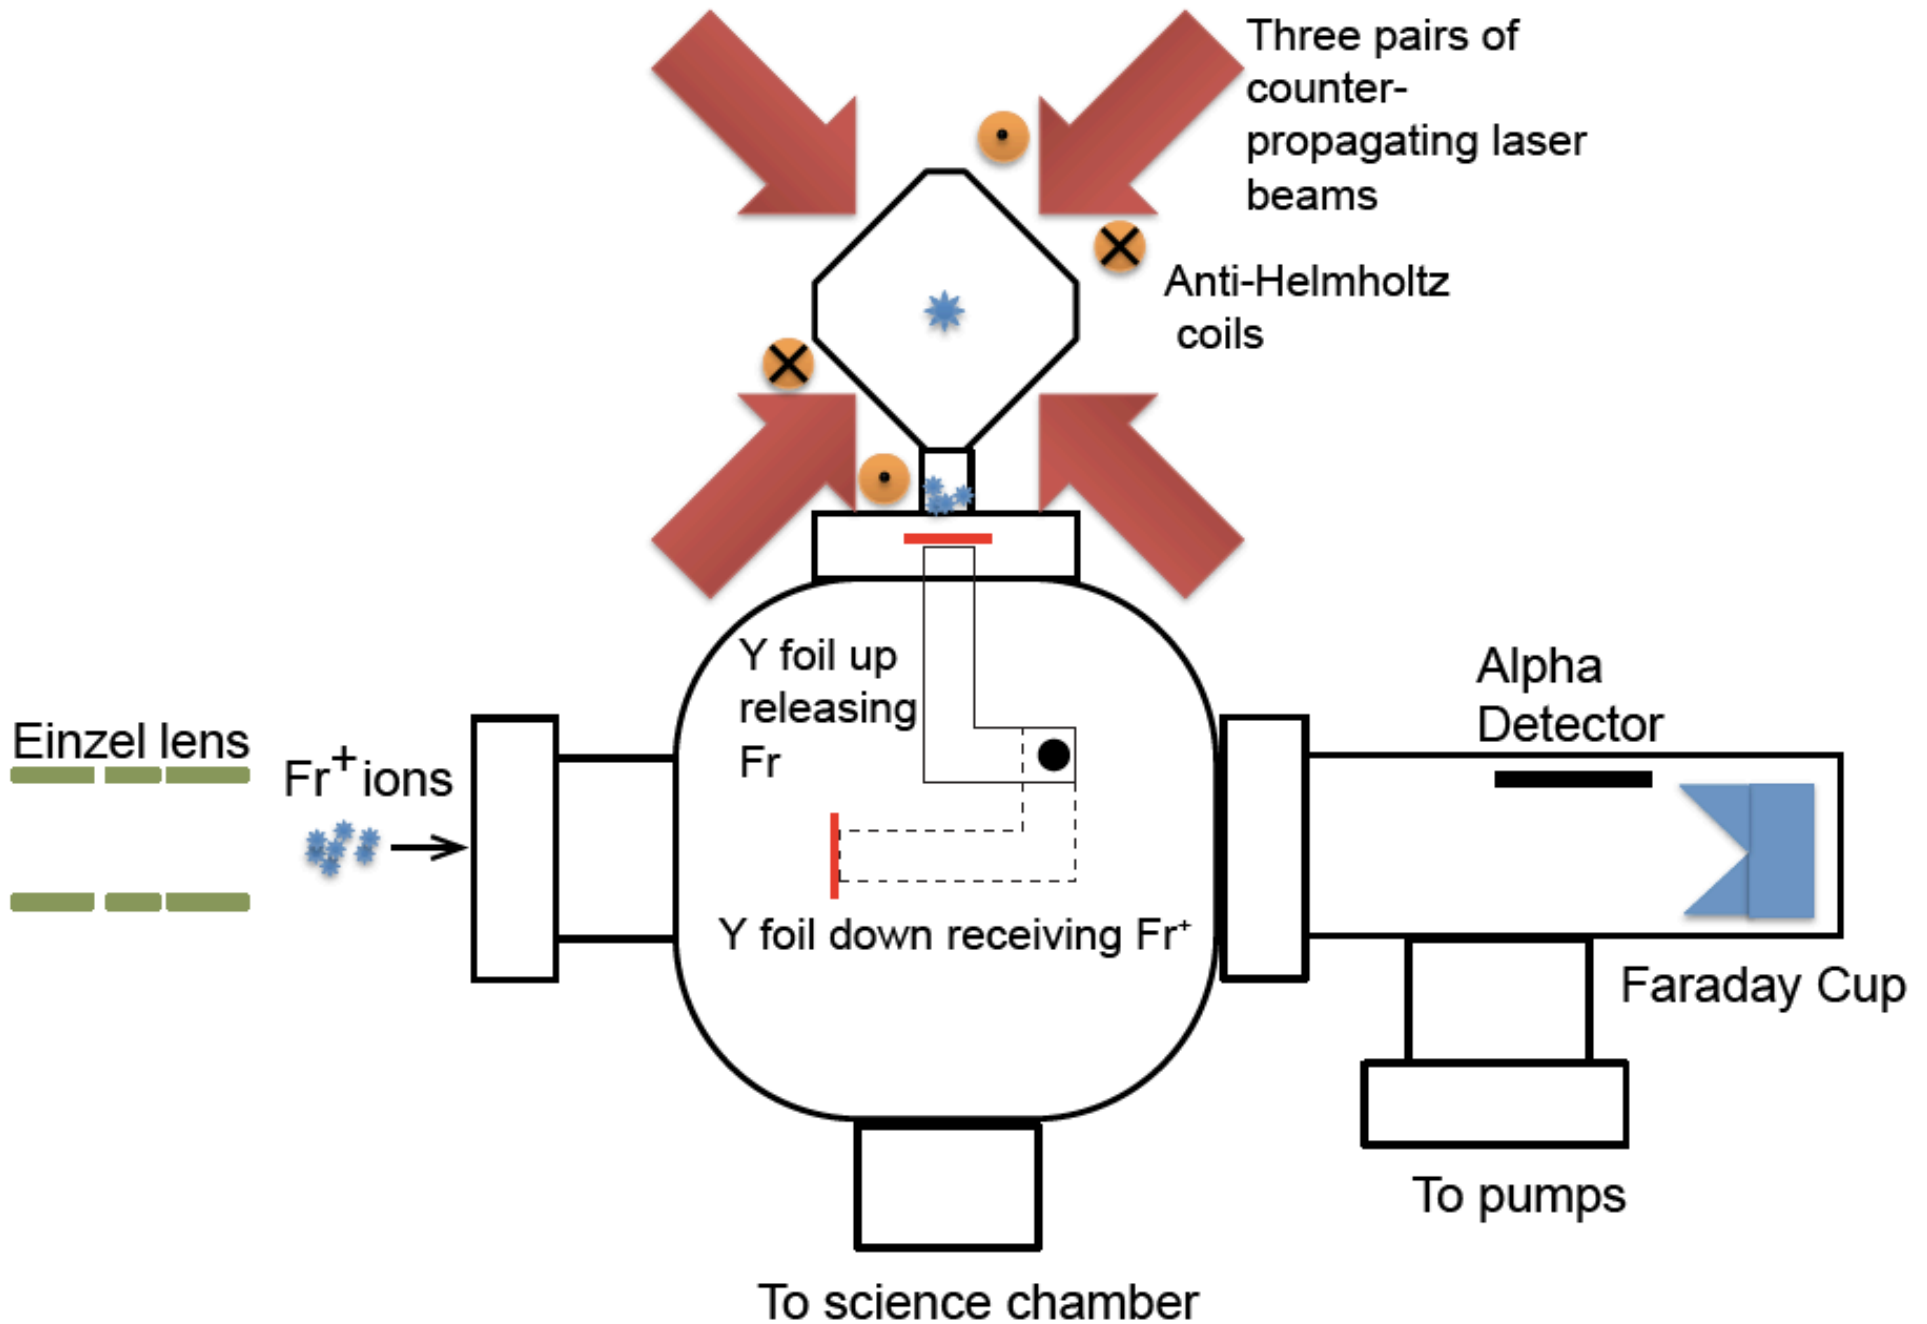 Three pairs of
counter-
propagating laser
beams
Anti-Helmholtz
coils
Y foil up
releasing
Fr
Alpha
Detector
Einzel lens
Fr⁺ ions
Y foil down receiving Fr⁺
Faraday Cup
To pumps
To science chamber